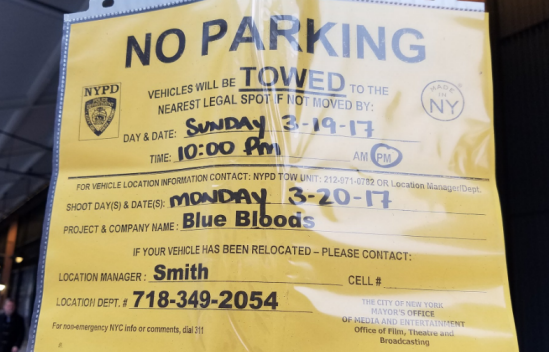 NO PARKING
NYPD
VEHICLES WILL BE TOWED TO THE
NEAREST LEGAL SPOT IF NOT MOVED BY:
MADE IN NY
DAY & DATE: SUNDAY 3-19-17
TIME: 10:00 Pm AM PM
FOR VEHICLE LOCATION INFORMATION CONTACT: NYPD TOW UNIT: 212-971-0782 OR Location Manager/Dept.
SHOOT DAY(S) & DATE(S): MONDAY 3-20-17
PROJECT & COMPANY NAME: Blue Bloods
IF YOUR VEHICLE HAS BEEN RELOCATED – PLEASE CONTACT:
LOCATION MANAGER: Smith CELL #
LOCATION DEPT. # 718-349-2054
THE CITY OF NEW YORK
MAYOR'S OFFICE
OF MEDIA AND ENTERTAINMENT
Office of Film, Theatre and
Broadcasting
For non-emergency NYC info or comments, dial 311